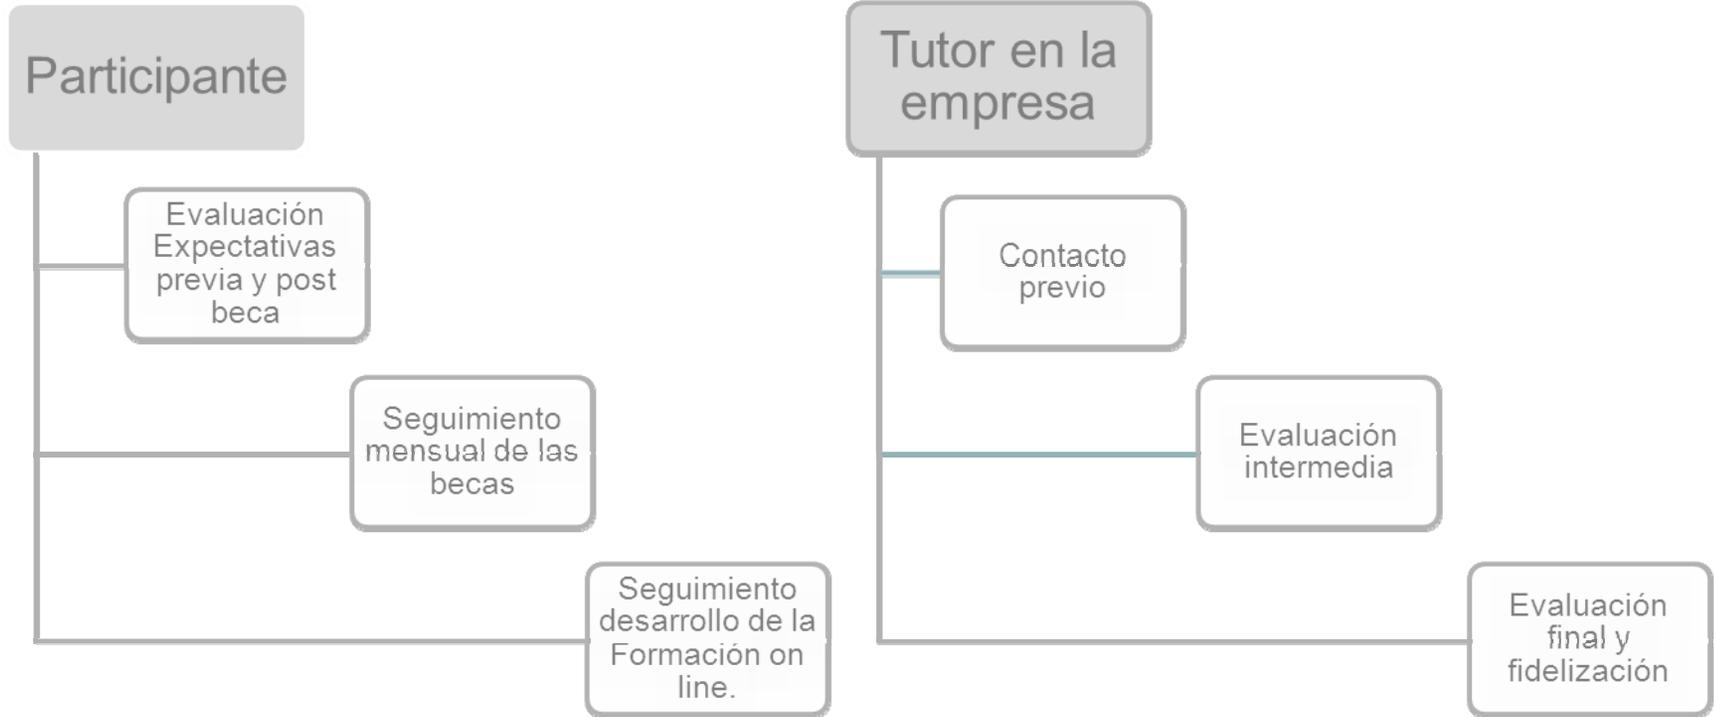 Participante
Evaluación
Expectativas
previa y post
beca
Seguimiento
mensual de las
becas
Seguimiento
desarrollo de la
Formación on
line.
Tutor en la
empresa
Contacto
previo
Evaluación
intermedia
Evaluación
final y
fidelización